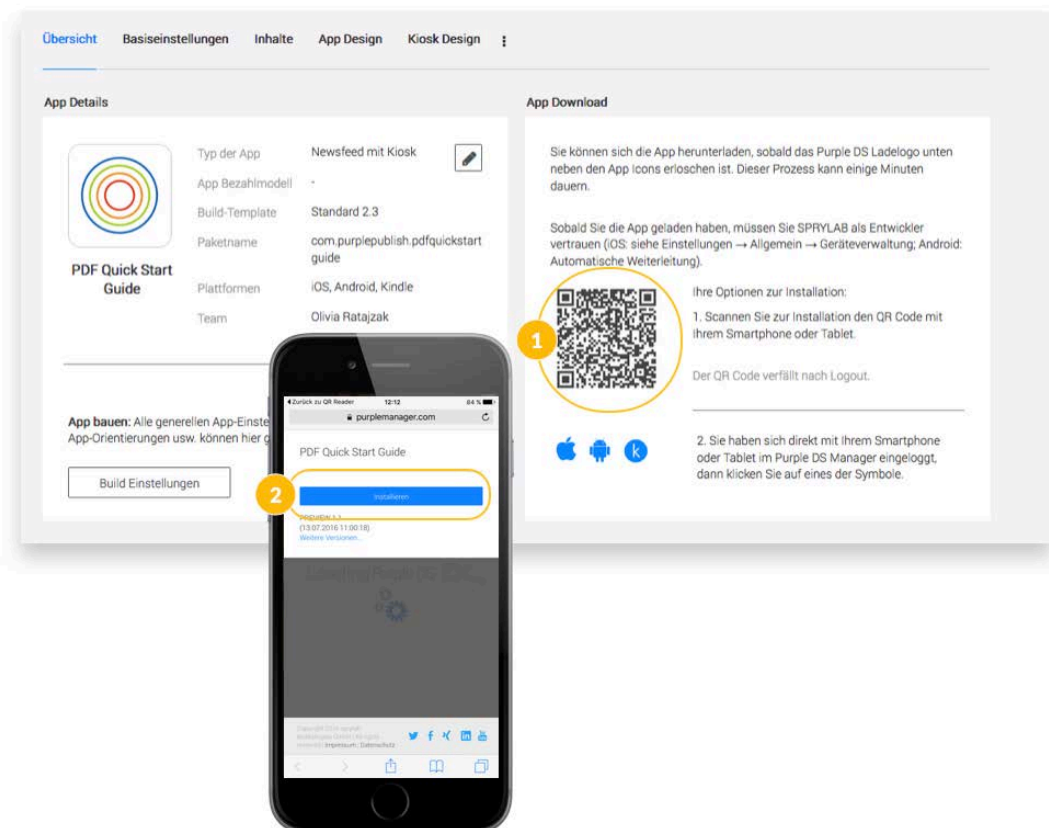 Übersicht Basiseinstellungen Inhalte App Design Kiosk Design
App Details
Typ der App Newsfeed mit Kiosk
App Bezahlmodell -
Build-Template Standard 2.3
Paketname com.purplepublish.pdfquickstart
guide
Plattformen iOS, Android, Kindle
Team Olivia Ratajzak
PDF Quick Start
Guide
App bauen: Alle generellen App-Einste
App-Orientierungen usw. können hier g
Build Einstellungen
App Download
Sie können sich die App herunterladen, sobald das Purple DS Ladelogo unten
neben den App Icons erloschen ist. Dieser Prozess kann einige Minuten
dauern.
Sobald Sie die App geladen haben, müssen Sie SPRYLAB als Entwickler
vertrauen (iOS: siehe Einstellungen → Allgemein → Geräteverwaltung; Android:
Automatische Weiterleitung).
1
Ihre Optionen zur Installation:
1. Scannen Sie zur Installation den QR Code mit
Ihrem Smartphone oder Tablet.
Der QR Code verfällt nach Logout.
k
2. Sie haben sich direkt mit Ihrem Smartphone
oder Tablet im Purple DS Manager eingeloggt,
dann klicken Sie auf eines der Symbole.
Zurück zu QR Reader 12:12 84 %
purplemanager.com
PDF Quick Start Guide
2
Installieren
PREVIEW
(13.07.2016 11:00:18)
Weitere Versionen...
Loading Purple DS
Impressum | Datenschutz